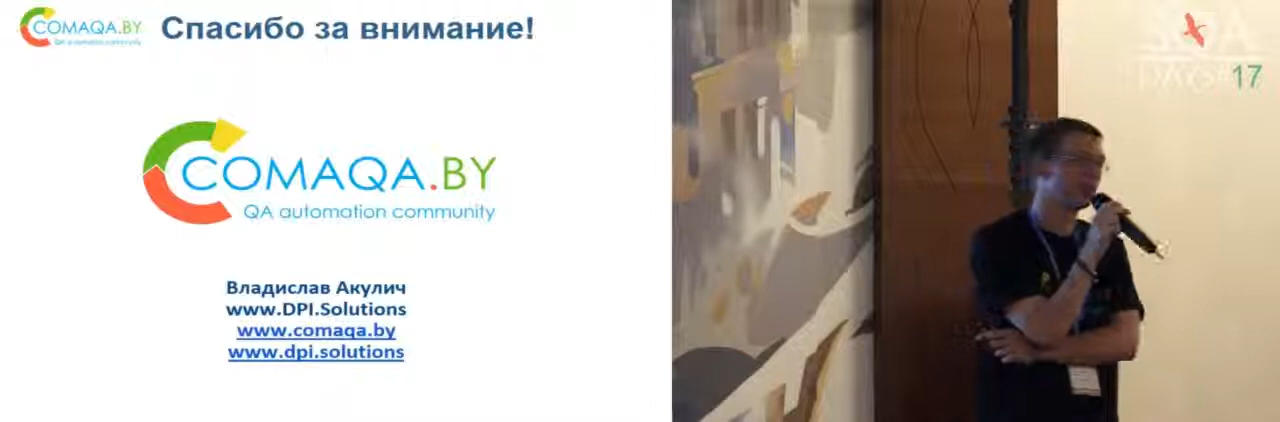 COMAQA.BY
QA automation community
Спасибо за внимание!
COMAQA.BY
QA automation community
Владислав Акулич
www.DPI.Solutions
www.comaqa.by
www.dpi.solutions
DAYS#17